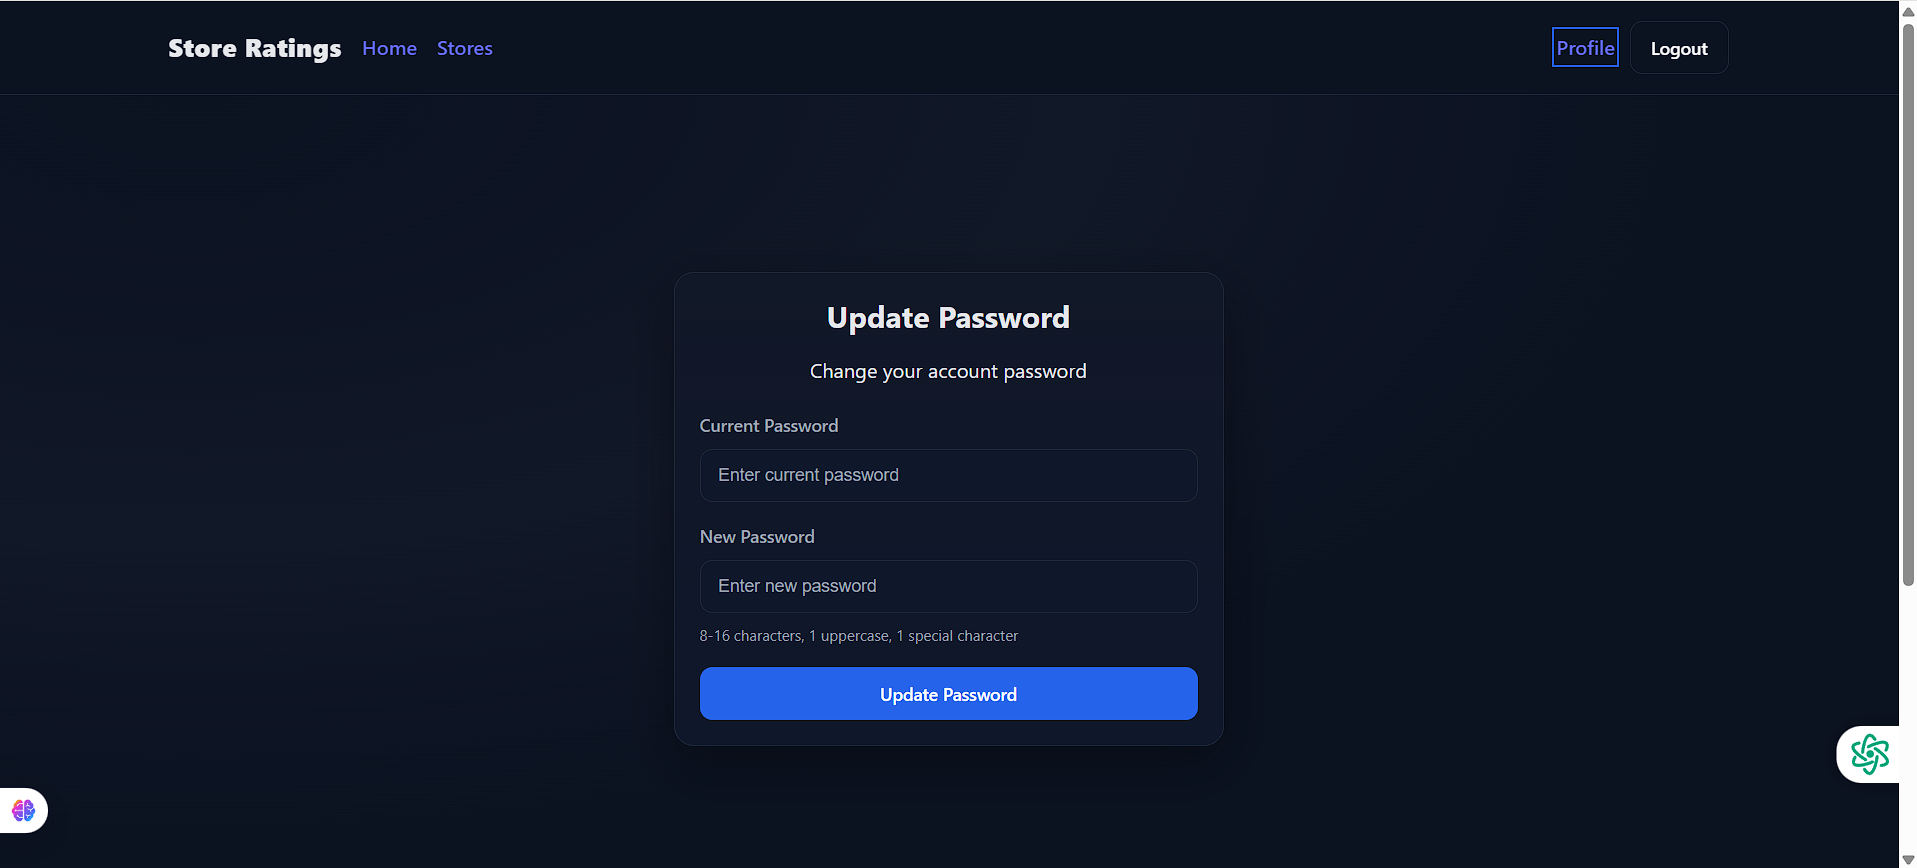 Store Ratings Home Stores Profile Logout
Update Password
Change your account password
Current Password
Enter current password
New Password
Enter new password
8-16 characters, 1 uppercase, 1 special character
Update Password